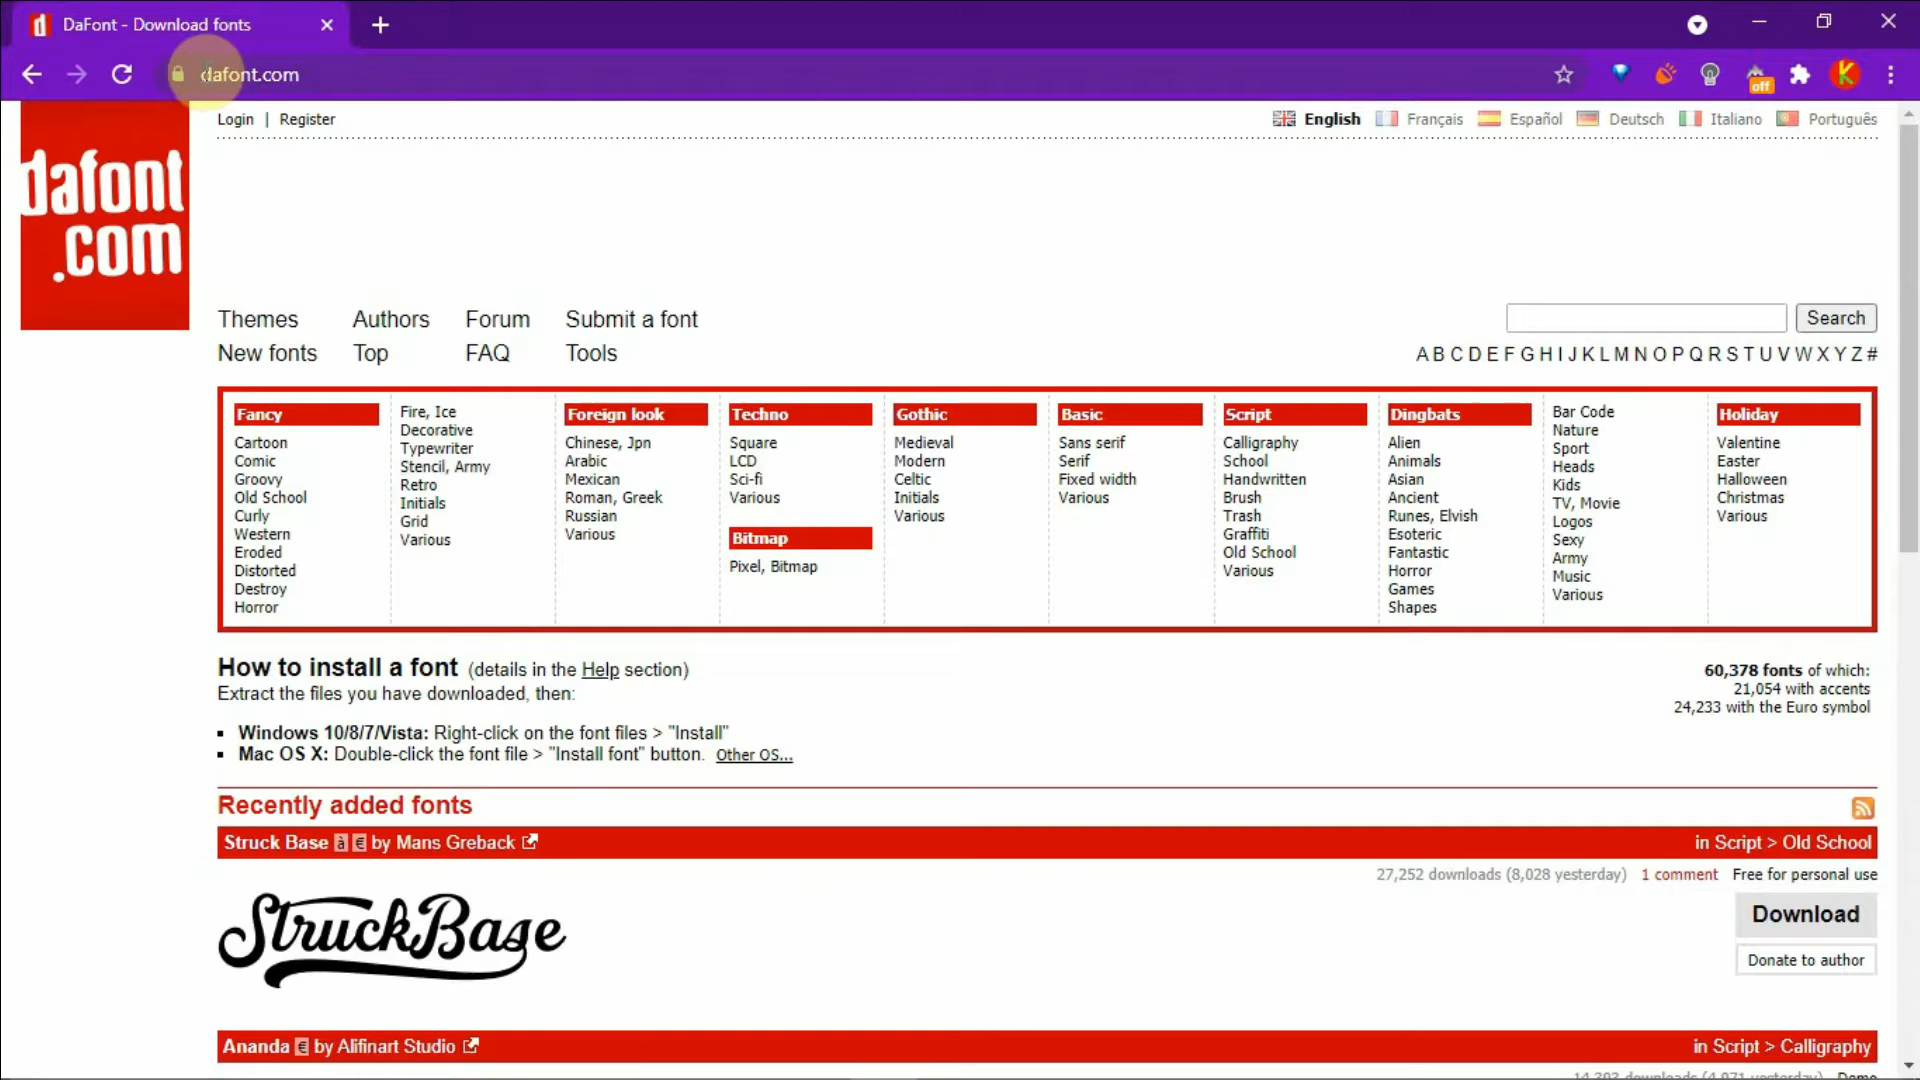 DaFont - Download fonts
dafont.com
off
K
Login | Register
English Français Español Deutsch Italiano Português
dafont
.com
Themes Authors Forum Submit a font
New fonts Top FAQ Tools
Search
A B C D E F G H I J K L M N O P Q R S T U V W X Y Z #
Fancy
Cartoon
Comic
Groovy
Old School
Curly
Western
Eroded
Distorted
Destroy
Horror
Fire, Ice
Decorative
Typewriter
Stencil, Army
Retro
Initials
Grid
Various
Foreign look
Chinese, Jpn
Arabic
Mexican
Roman, Greek
Russian
Various
Techno
Square
LCD
Sci-fi
Various
Bitmap
Pixel, Bitmap
Gothic
Medieval
Modern
Celtic
Initials
Various
Basic
Sans serif
Serif
Fixed width
Various
Script
Calligraphy
School
Handwritten
Brush
Trash
Graffiti
Old School
Various
Dingbats
Alien
Animals
Asian
Ancient
Runes, Elvish
Esoteric
Fantastic
Horror
Games
Shapes
Bar Code
Nature
Sport
Heads
Kids
TV, Movie
Logos
Sexy
Army
Music
Various
Holiday
Valentine
Easter
Halloween
Christmas
Various
How to install a font (details in the Help section)
Extract the files you have downloaded, then:
Windows 10/8/7/Vista: Right-click on the font files > "Install"
Mac OS X: Double-click the font file > "Install font" button. Other OS...
60,378 fonts of which:
21,054 with accents
24,233 with the Euro symbol
Recently added fonts
Struck Base à € by Mans Greback in Script > Old School
27,252 downloads (8,028 yesterday) 1 comment Free for personal use
StruckBase
Download
Donate to author
Ananda € by Alifinart Studio in Script > Calligraphy